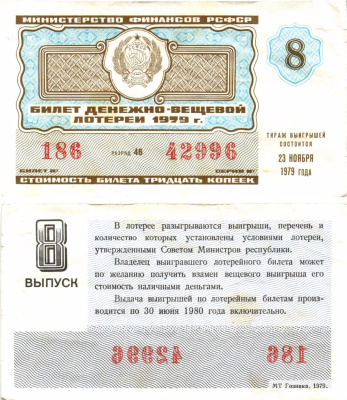 МИНИСТЕРСТВО ФИНАНСОВ РСФСР
8
БИЛЕТ ДЕНЕЖНО-ВЕЩЕВОЙ
ЛОТЕРЕИ 1979 г.
ТИРАЖ ВЫИГРЫШЕЙ
СОСТОИТСЯ
23 НОЯБРЯ
1979 ГОДА
186 РАЗРЯД 46 42996
БИЛЕТ № СЕРИЯ №
СТОИМОСТЬ БИЛЕТА ТРИДЦАТЬ КОПЕЕК
8
ВЫПУСК
В лотерее разыгрываются выигрыши, перечень и
количество которых установлены условиями лотереи,
утвержденными Советом Министров республики.
Владелец выигравшего лотерейного билета может
по желанию получить взамен вещевого выигрыша его
стоимость наличными деньгами.
Выдача выигрышей по лотерейным билетам произ-
водится по 30 июня 1980 года включительно.
42996 186
МТ Гознака. 1979.